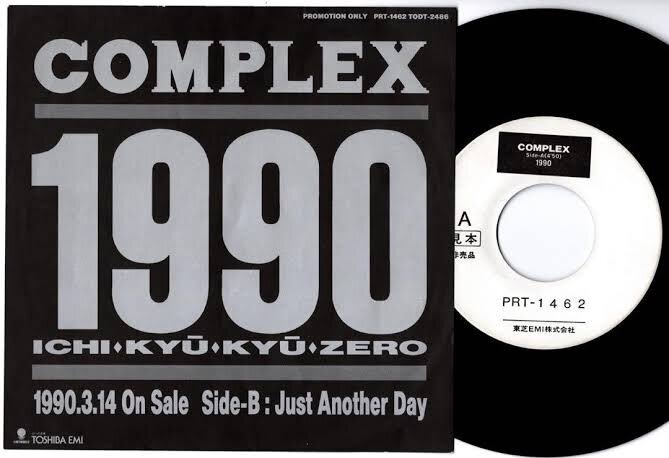 PROMOTION ONLY PRT-1462 TODT-2486
COMPLEX
1990
ICHI♦KYŪ♦KYŪ♦ZERO
1990.3.14 On Sale Side-B : Just Another Day
TOSHIBA EMI
COMPLEX
Side-A(4'50)
1990
A
見本
非売品
PRT-1462
東芝EMI株式会社